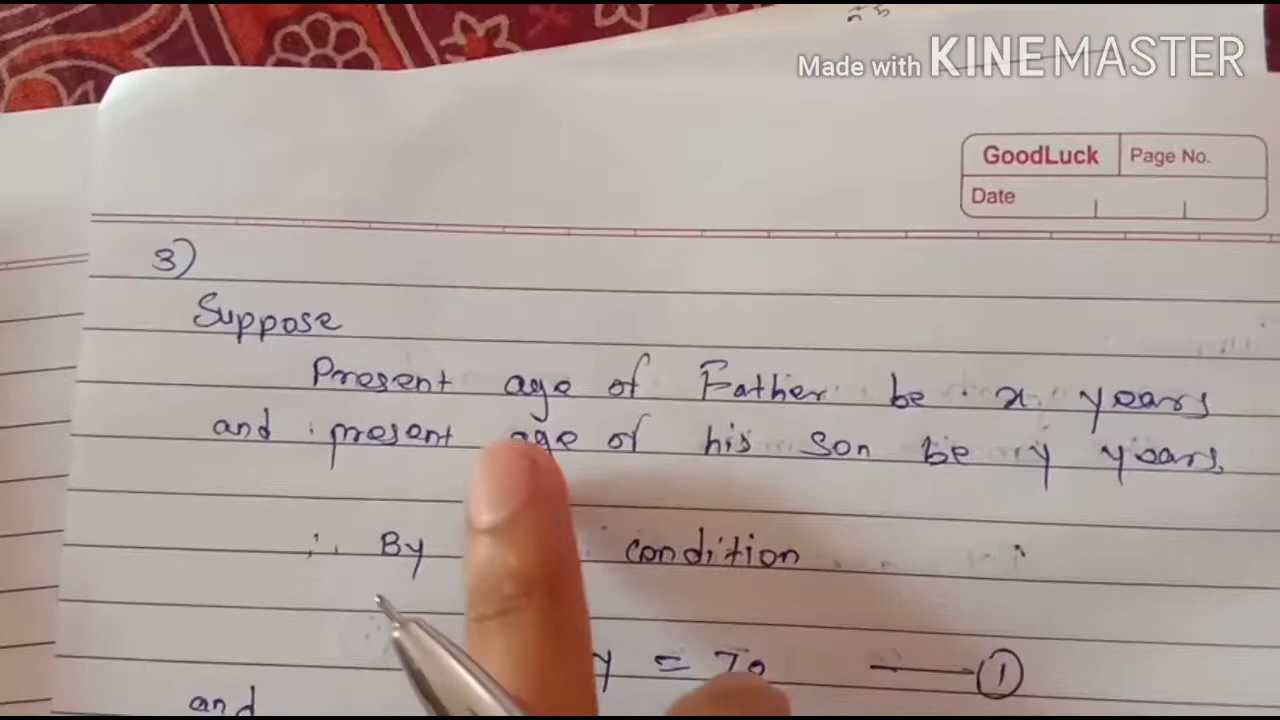 Made with KINEMASTER
GoodLuck
Page No.
Date
3)
Suppose
Present age of Father be x years
and present age of his son be y years
∴ By condition
y = 70 ——— ①
and